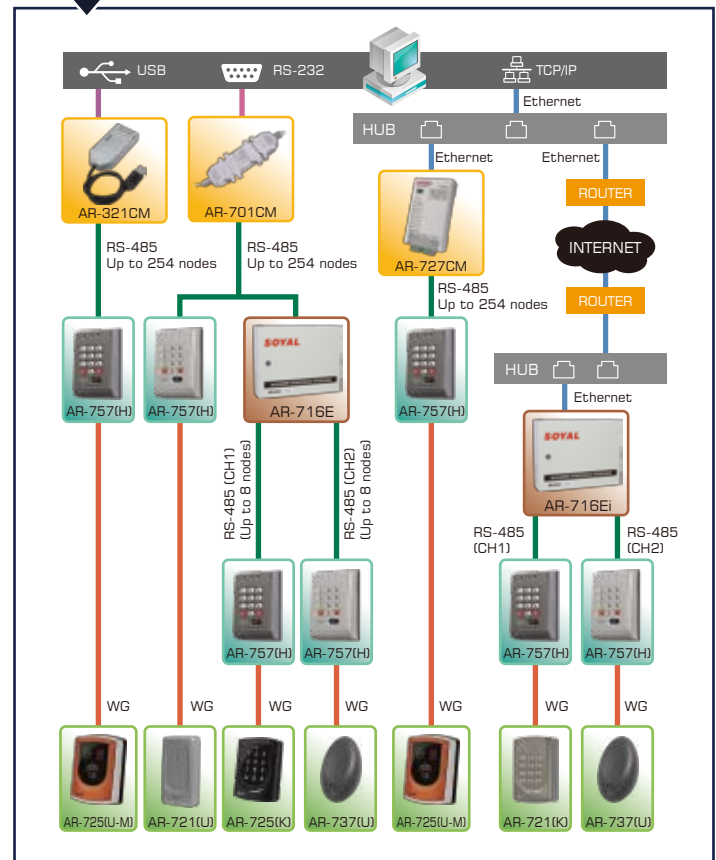 USB
RS-232
TCP/IP
Ethernet
HUB
Ethernet
Ethernet
AR-321CM
AR-701CM
AR-727CM
ROUTER
INTERNET
ROUTER
RS-485
Up to 254 nodes
RS-485
Up to 254 nodes
RS-485
Up to 254 nodes
AR-757(H)
AR-757(H)
SOYAL
AR-716E
AR-757(H)
HUB
Ethernet
SOYAL
AR-716Ei
RS-485 (CH1)
(Up to 8 nodes)
RS-485 (CH2)
(Up to 8 nodes)
RS-485
(CH1)
RS-485
(CH2)
AR-757(H)
AR-757(H)
AR-757(H)
AR-757(H)
WG
WG
WG
WG
WG
WG
WG
AR-725(U-M)
AR-721(U)
AR-725(K)
AR-737(U)
AR-725(U-M)
AR-721(K)
AR-737(U)